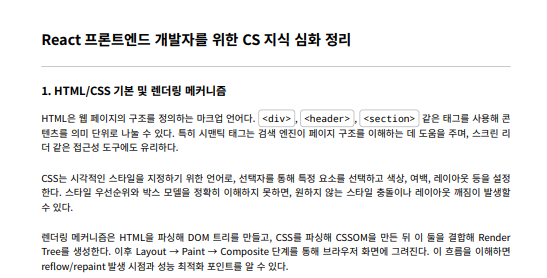 React 프론트엔드 개발자를 위한 CS 지식 심화 정리
1. HTML/CSS 기본 및 렌더링 메커니즘
HTML은 웹 페이지의 구조를 정의하는 마크업 언어다. <div>, <header>, <section> 같은 태그를 사용해 콘
텐츠를 의미 단위로 나눌 수 있다. 특히 시맨틱 태그는 검색 엔진이 페이지 구조를 이해하는 데 도움을 주며, 스크린 리
더 같은 접근성 도구에도 유리하다.
CSS는 시각적인 스타일을 지정하기 위한 언어로, 선택자를 통해 특정 요소를 선택하고 색상, 여백, 레이아웃 등을 설정
한다. 스타일 우선순위와 박스 모델을 정확히 이해하지 못하면, 원하지 않는 스타일 충돌이나 레이아웃 깨짐이 발생할
수 있다.
렌더링 메커니즘은 HTML을 파싱해 DOM 트리를 만들고, CSS를 파싱해 CSSOM을 만든 뒤 이 둘을 결합해 Render
Tree를 생성한다. 이후 Layout → Paint → Composite 단계를 통해 브라우저 화면에 그려진다. 이 흐름을 이해하면
reflow/repaint 발생 시점과 성능 최적화 포인트를 알 수 있다.